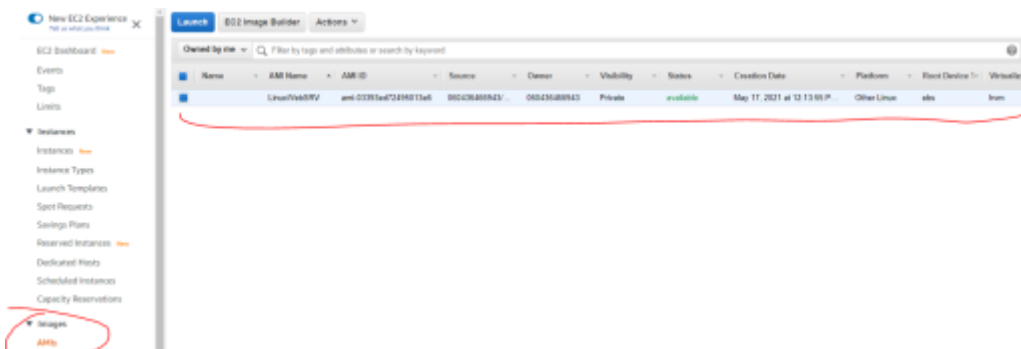 New EC2 Experience
Tell us what you think
Launch EC2 Image Builder Actions
Owned by me Filter by tags and attributes or search by keyword
Name AMI Name AMI ID Source Owner Visibility Status Creation Date Platform Root Device
LinuxWebSRV Private available May 17, 2021 at Other Linux ebs hvm
EC2 Dashboard New
Events
Tags
Limits
Instances
Instances New
Instance Types
Launch Templates
Spot Requests
Savings Plans
Reserved Instances New
Dedicated Hosts
Scheduled Instances
Capacity Reservations
Images
AMIs